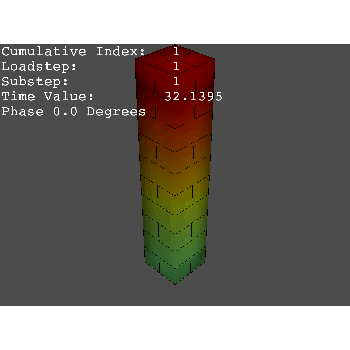 Cumulative Index: 1
Loadstep: 1
Substep: 1
Time Value: 32.1395
Phase 0.0 Degrees